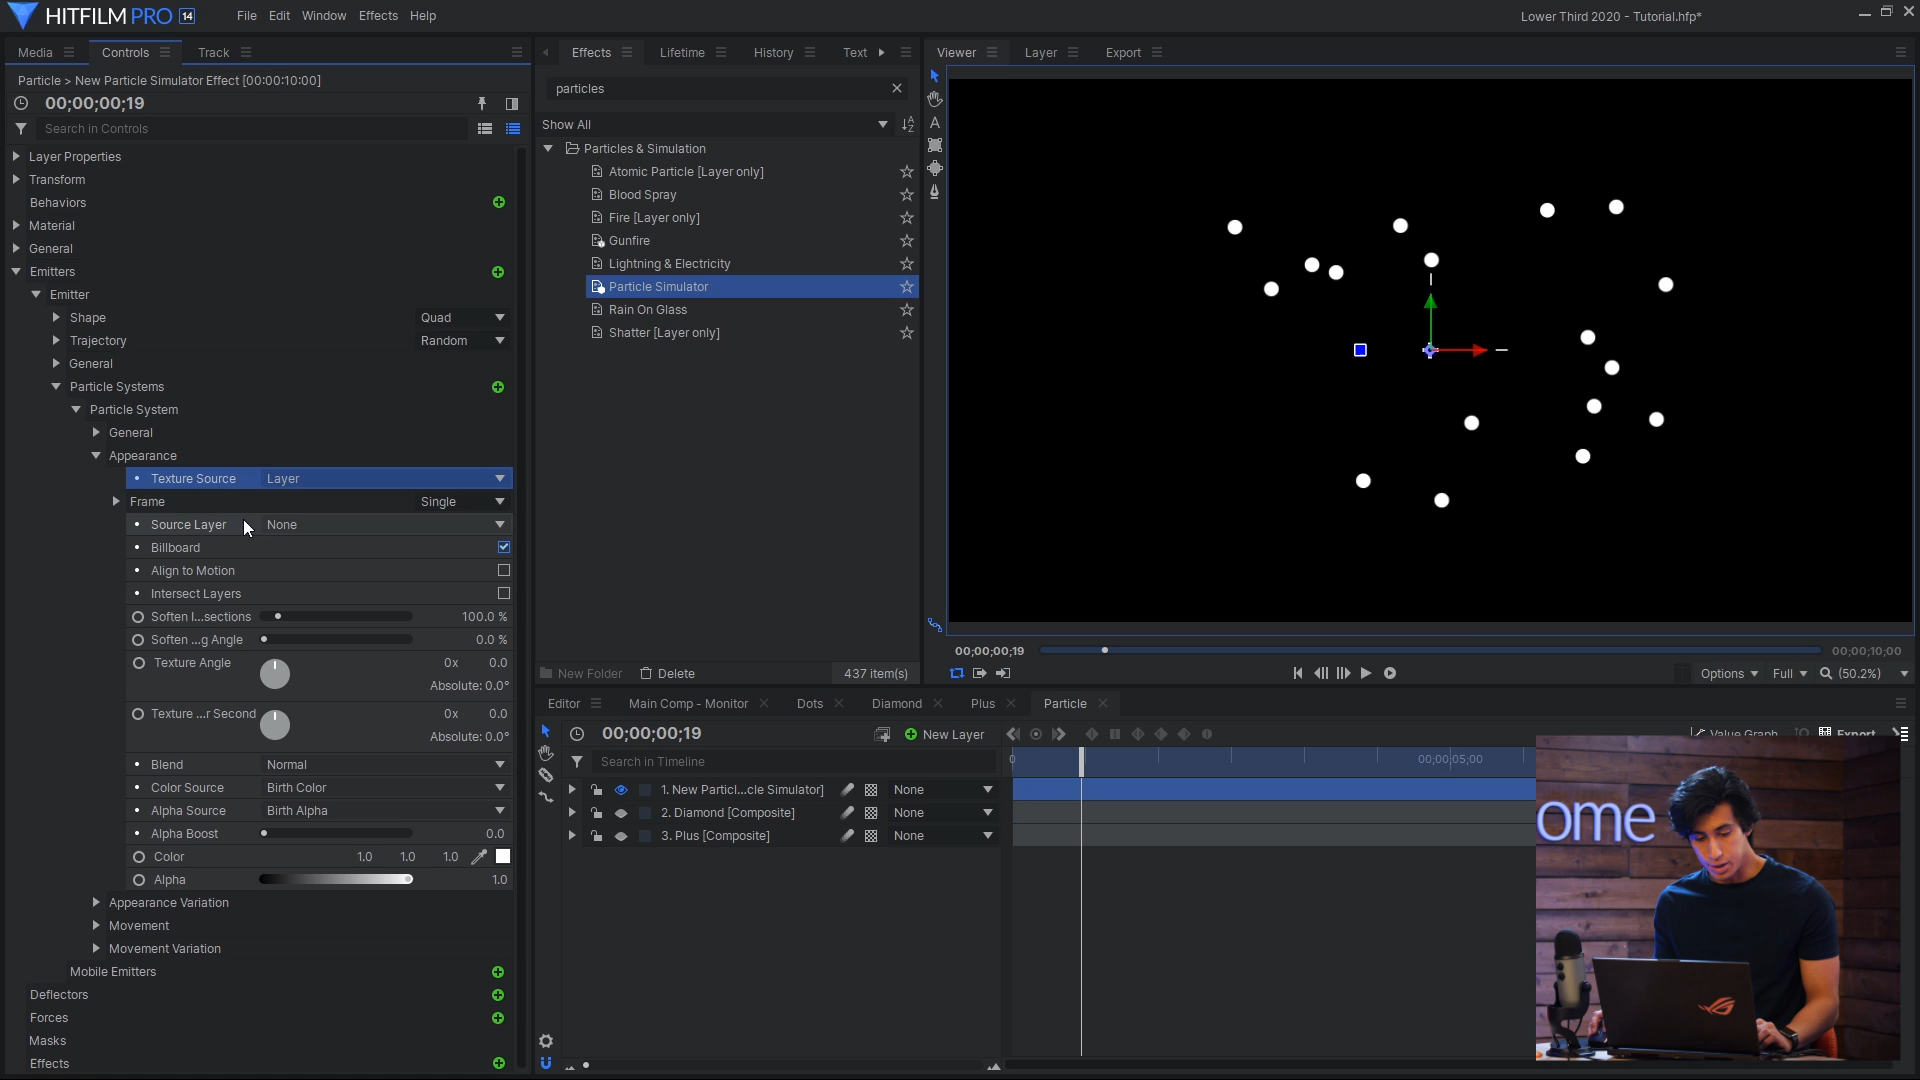 HITFILM PRO 14
File Edit Window Effects Help
Lower Third 2020 - Tutorial.hfp*
Media
Controls
Track
Particle > New Particle Simulator Effect [00:00:10:00]
00;00;00;19
Search in Controls
Layer Properties
Transform
Behaviors
Material
General
Emitters
Emitter
Shape Quad
Trajectory Random
General
Particle Systems
Particle System
General
Appearance
Texture Source Layer
Frame Single
Source Layer None
Billboard
Align to Motion
Intersect Layers
Soften I...sections 100.0 %
Soften ...g Angle 0.0 %
Texture Angle 0x 0.0
Absolute: 0.0°
Texture ...r Second 0x 0.0
Absolute: 0.0°
Blend Normal
Color Source Birth Color
Alpha Source Birth Alpha
Alpha Boost 0.0
Color 1.0 1.0 1.0
Alpha 1.0
Appearance Variation
Movement
Movement Variation
Mobile Emitters
Deflectors
Forces
Masks
Effects
Effects
Lifetime
History
Text
particles
Show All
Particles & Simulation
Atomic Particle [Layer only]
Blood Spray
Fire [Layer only]
Gunfire
Lightning & Electricity
Particle Simulator
Rain On Glass
Shatter [Layer only]
New Folder
Delete
437 item(s)
Viewer
Layer
Export
00;00;00;19
00;00;10;00
Options
Full
(50.2%)
Editor
Main Comp - Monitor
Dots
Diamond
Plus
Particle
00;00;00;19
New Layer
Value Graph
Export
Search in Timeline
0
00;00;05;00
1. New Particl...cle Simulator] None
2. Diamond [Composite] None
3. Plus [Composite] None
ome